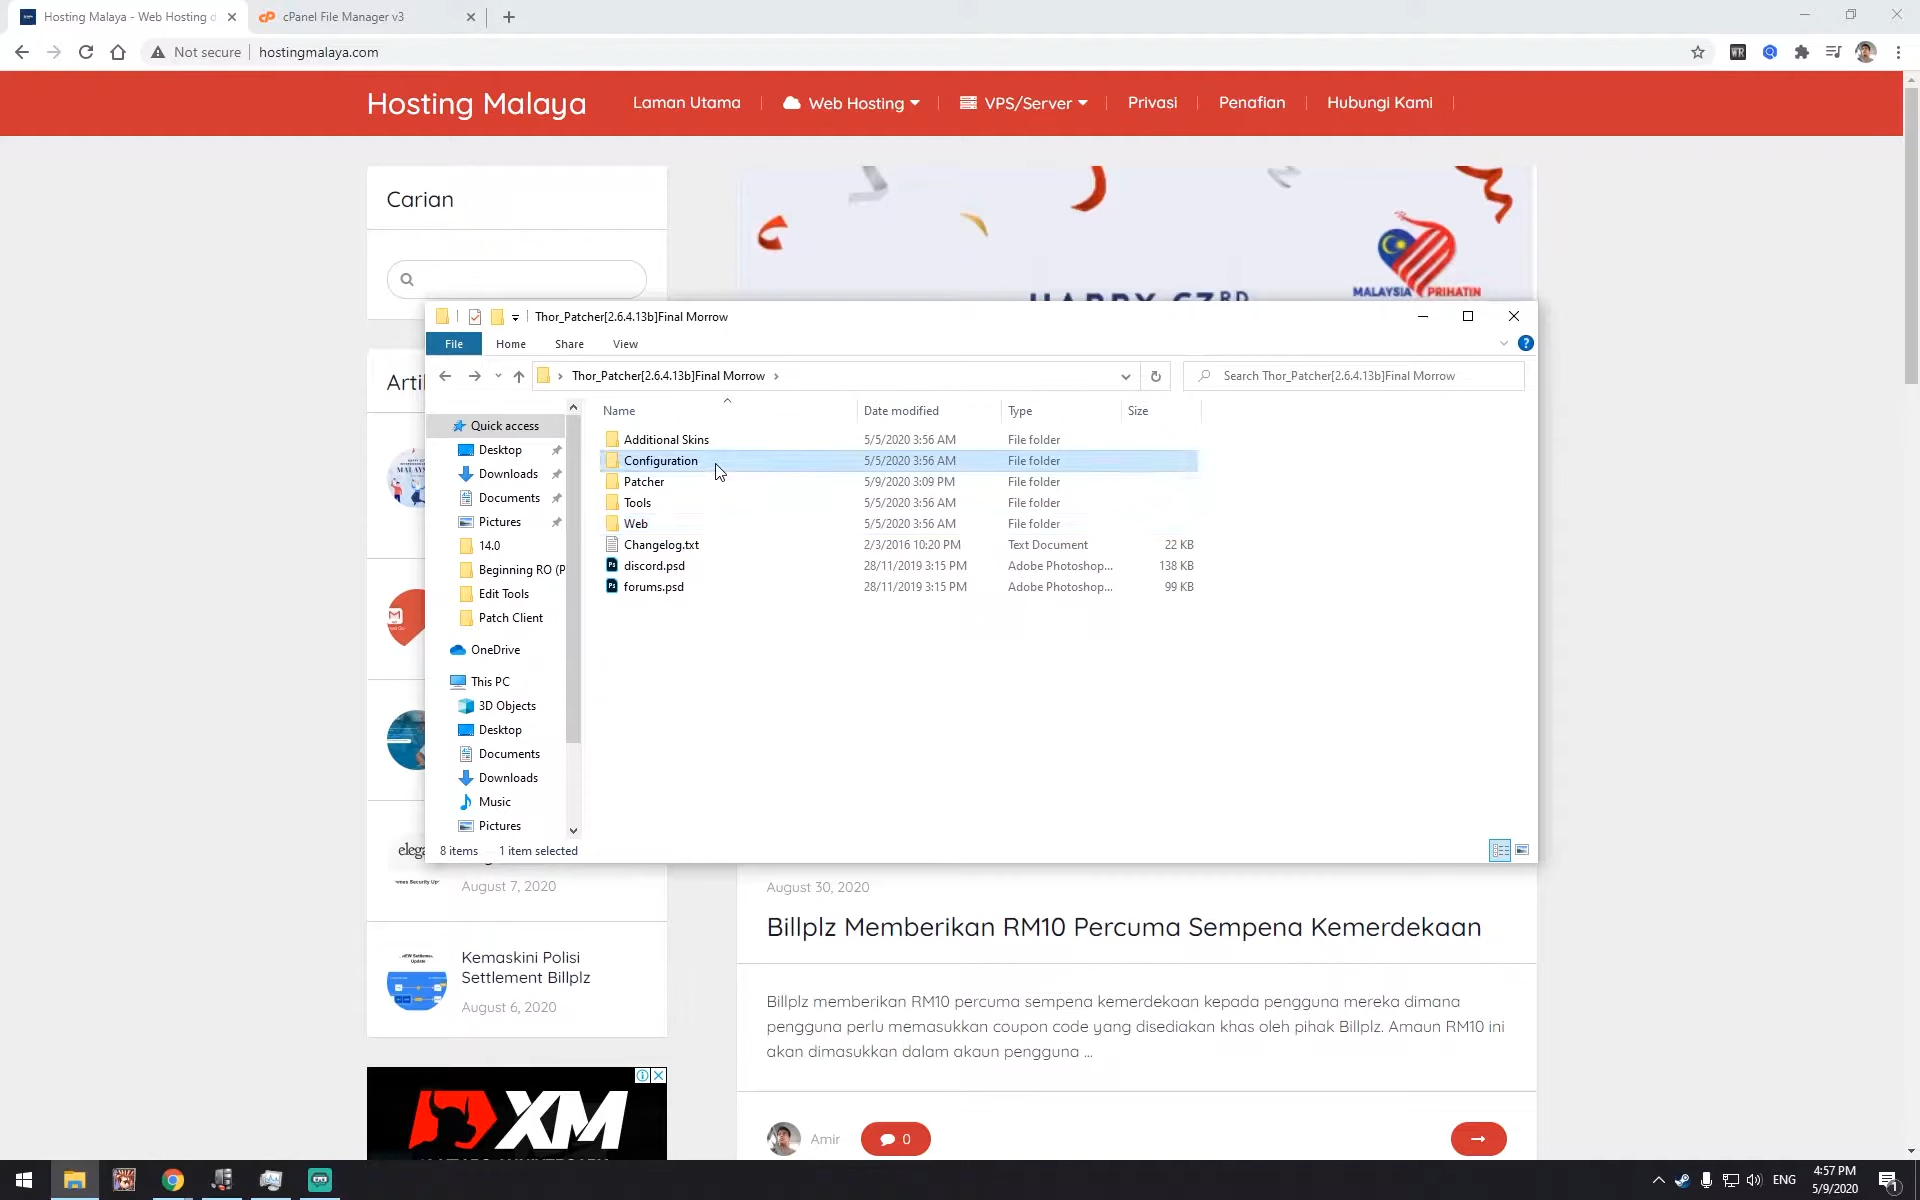 Hosting Malaya - Web Hosting d
cPanel File Manager v3
Not secure
hostingmalaya.com
WR
Hosting Malaya
Laman Utama
Web Hosting
VPS/Server
Privasi
Penafian
Hubungi Kami
Carian
MALAYSIA PRIHATIN
Thor_Patcher[2.6.4.13b]Final Morrow
File
Home
Share
View
Thor_Patcher[2.6.4.13b]Final Morrow
Search Thor_Patcher[2.6.4.13b]Final Morrow
Arti
Name
Date modified
Type
Size
Quick access
Desktop
Downloads
Documents
Pictures
14.0
Beginning RO (P
Edit Tools
Patch Client
OneDrive
This PC
3D Objects
Desktop
Documents
Downloads
Music
Pictures
Additional Skins 5/5/2020 3:56 AM File folder
Configuration 5/5/2020 3:56 AM File folder
Patcher 5/9/2020 3:09 PM File folder
Tools 5/5/2020 3:56 AM File folder
Web 5/5/2020 3:56 AM File folder
Changelog.txt 2/3/2016 10:20 PM Text Document 22 KB
discord.psd 28/11/2019 3:15 PM Adobe Photoshop... 138 KB
forums.psd 28/11/2019 3:15 PM Adobe Photoshop... 99 KB
8 items 1 item selected
August 7, 2020
Kemaskini Polisi
Settlement Billplz
August 6, 2020
August 30, 2020
Billplz Memberikan RM10 Percuma Sempena Kemerdekaan
Billplz memberikan RM10 percuma sempena kemerdekaan kepada pengguna mereka dimana
pengguna perlu memasukkan coupon code yang disediakan khas oleh pihak Billplz. Amaun RM10 ini
akan dimasukkan dalam akaun pengguna ...
Amir
0
XM
ENG
4:57 PM
5/9/2020
1